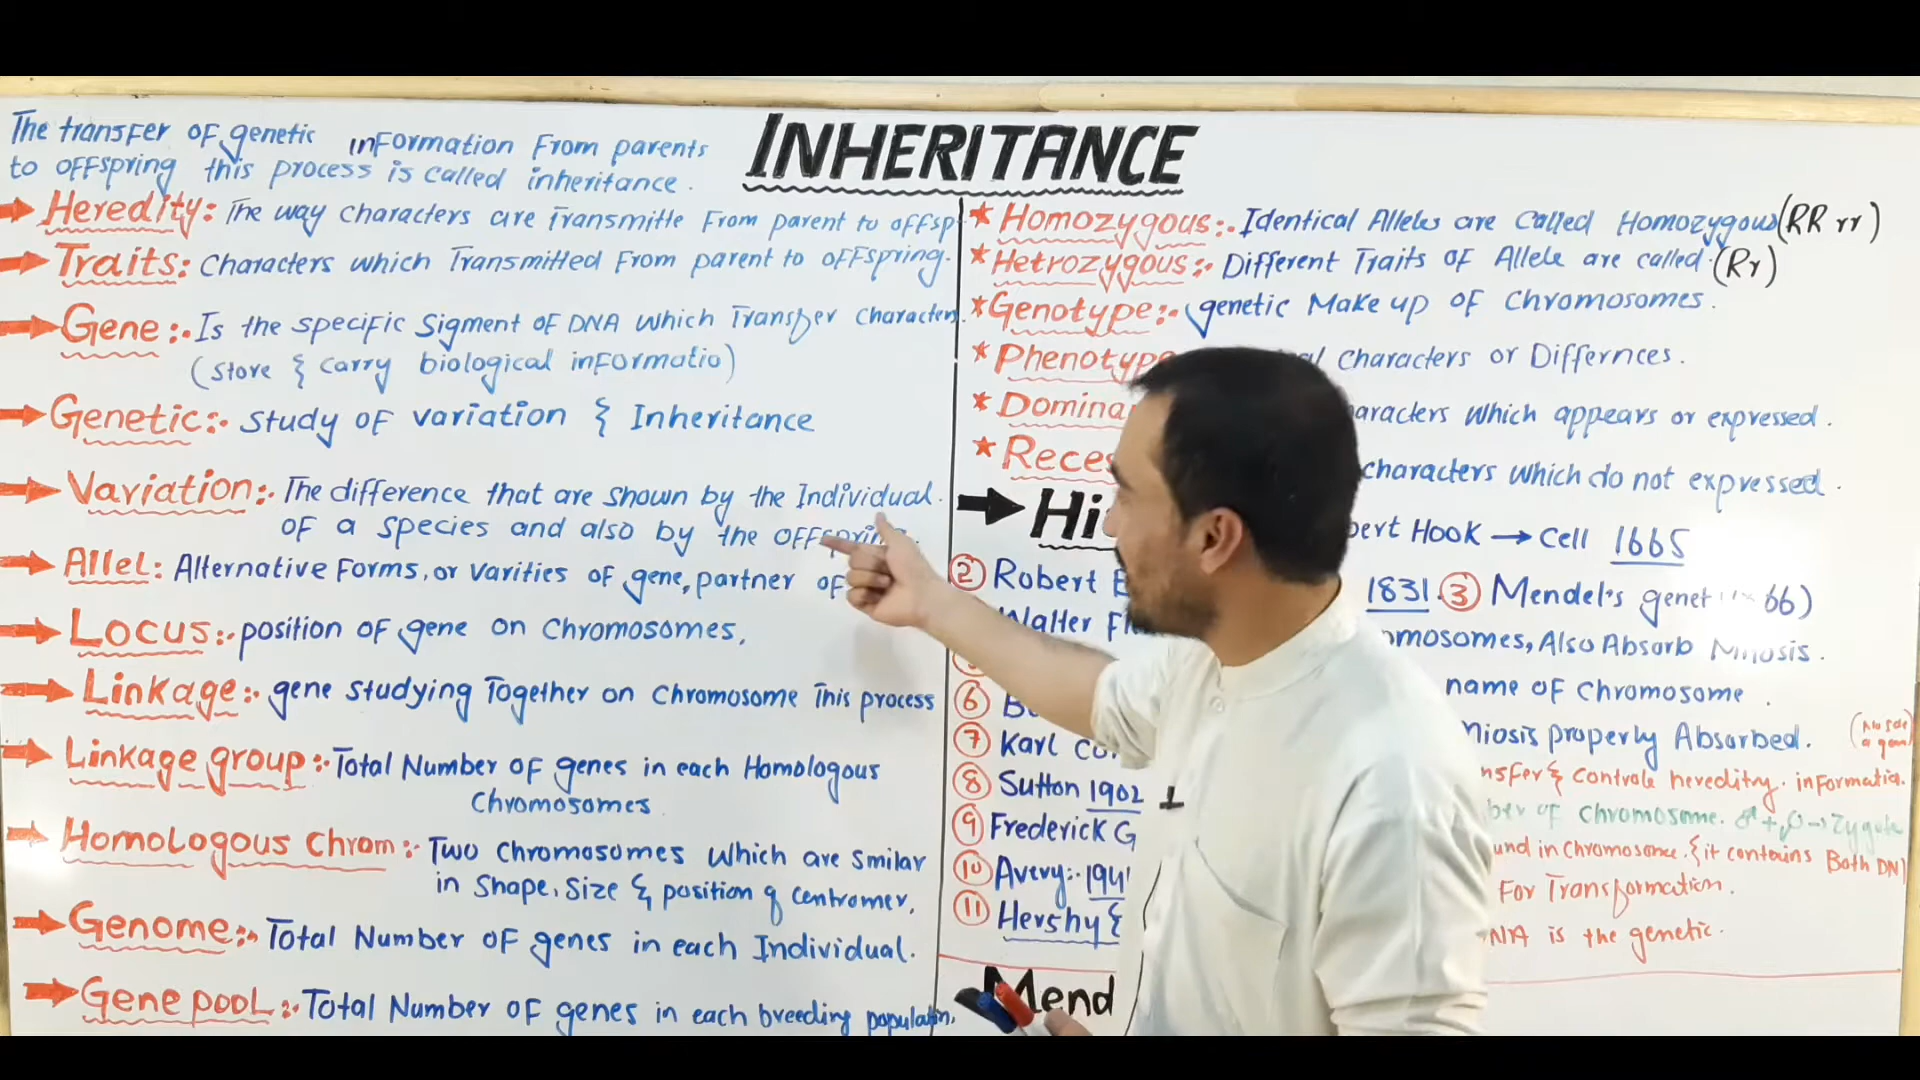 INHERITANCE
The transfer of genetic information From parents
to offspring this process is called inheritance.
Heredity: The way characters are Transmitte From parent to offsp
Traits: Characters which Transmitted From parent to offspring.
Gene:. Is the specific sigment of DNA which Transfer characters.
(store & carry biological informatio)
Genetic:. Study of variation & Inheritance
Variation:. The difference that are shown by the Individual.
of a species and also by the offspring.
Allel: Alternative Forms, or varities of gene, partner of
Locus:. position of gene on chromosomes,
Linkage:. gene studying Together on chromosome This process
Linkage group:. Total Number of genes in each Homologous
Chromosomes
Homologous Chrom:. Two chromosomes which are smilar
in shape, size & position of centromer,
Genome:. Total Number of genes in each Individual.
Gene pool:. Total Number of genes in each breeding population,
Homozygous:. Identical Alleles are Called Homozygous (RR rr)
Hetrozygous:. Different Traits of Allele are called. (Rr)
Genotype:. genetic Make up of Chromosomes.
Phenotype characters or Differnces.
Domina aracters which appears or expressed.
Reces characters which do not expressed.
Hi bert Hook → Cell 1665
② Robert 1831. ③ Mendel's genet 66)
Walter Fl mosomes, Also Absorb Mitosis.
⑥ name of chromosome.
⑦ Karl Co Miosis properly Absorbed.
⑧ Sutton 1902 nsfer & controle hereditry. informatio.
⑨ Frederick G ber of chromosome. ♂ + ♀ → Zygote
⑩ Avery:. 194 und in chromosome. & it contains Both DN
For Transformation.
⑪ Hershy & NA is the genetic.
Mend